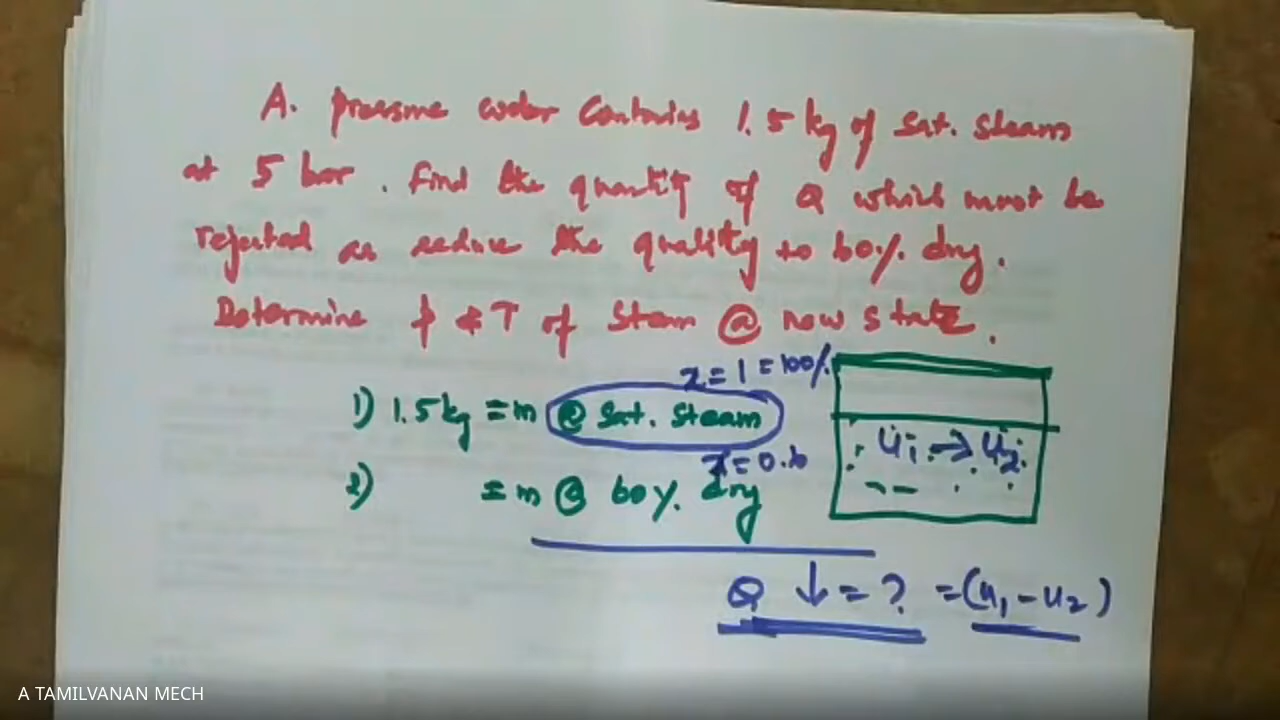 A. pressure cooker contains 1.5 kg of Sat. Steam
at 5 bar. find the quantity of Q which must be
rejected as reduce the quality to 60%. dry.
Determine p & T of Steam @ new state.
x = 1 = 100%
1) 1.5 kg = m @ Sat. Steam
x = 0.6
2) = m @ 60%. dry
u1 → u2
Q ↓ = ? = (u1 - u2)
A TAMILVANAN MECH